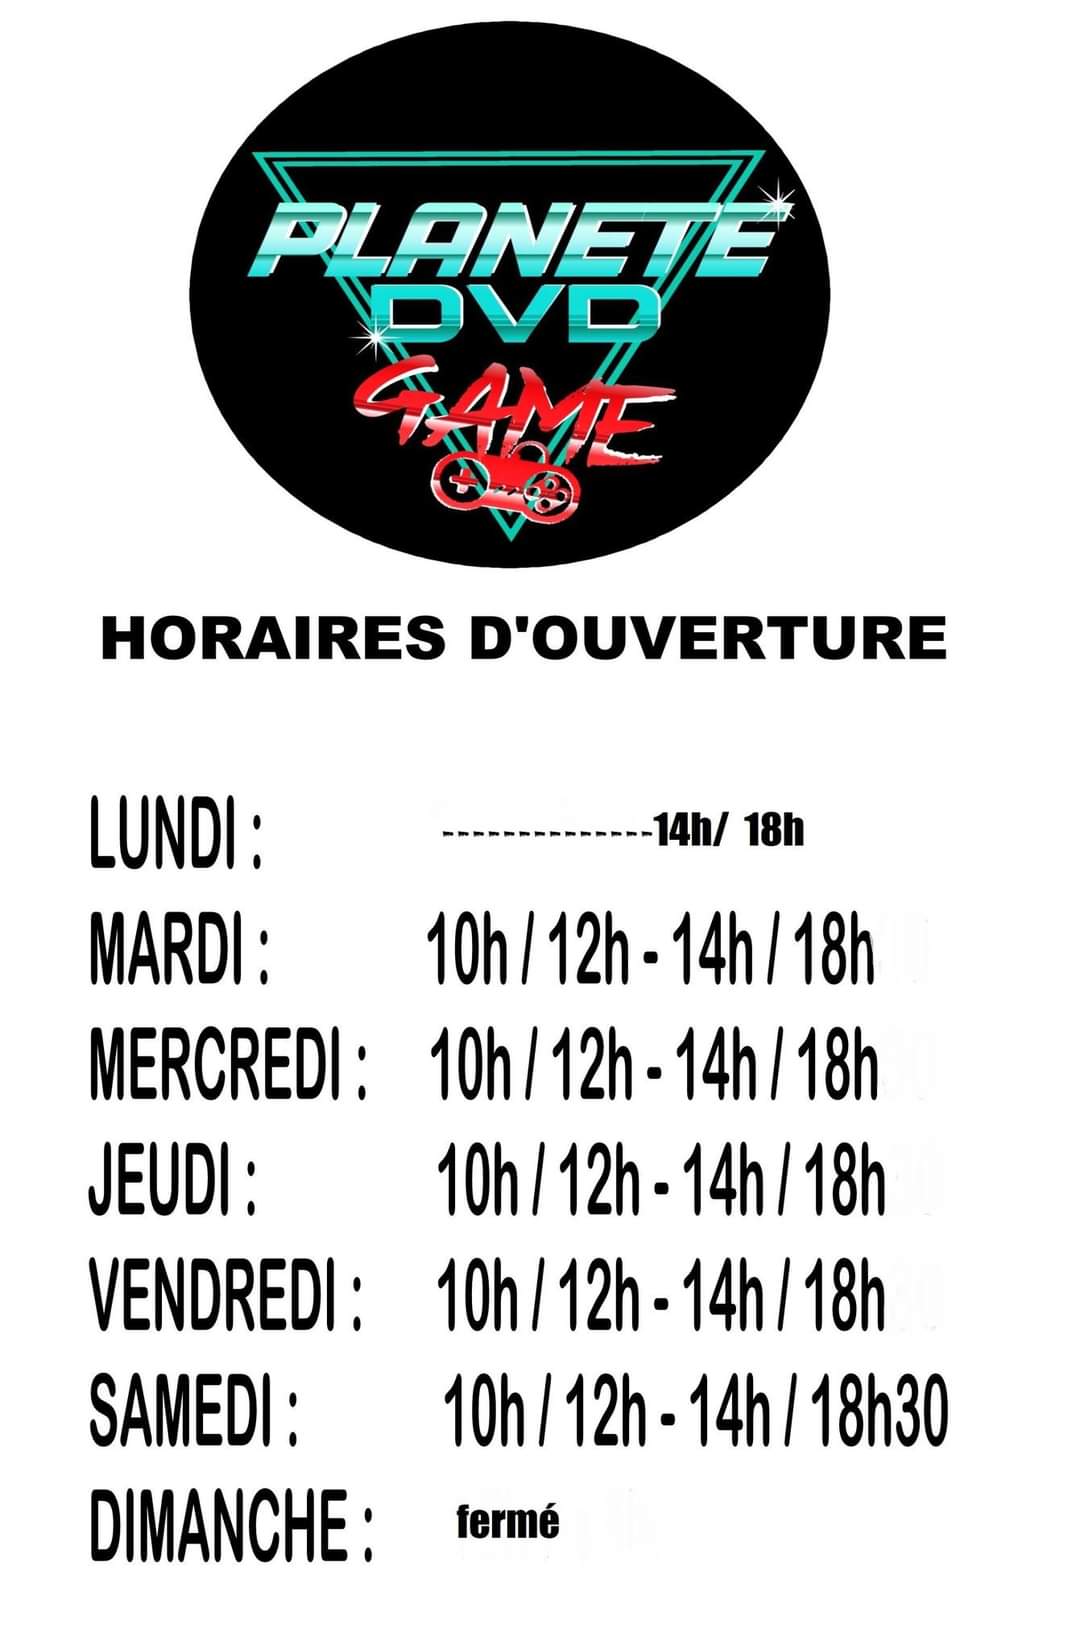 PLANETE
DVD
GAME
HORAIRES D'OUVERTURE
LUNDI : --------------14h/ 18h
MARDI : 10h / 12h - 14h / 18h
MERCREDI : 10h / 12h - 14h / 18h
JEUDI : 10h / 12h - 14h / 18h
VENDREDI : 10h / 12h - 14h / 18h
SAMEDI : 10h / 12h - 14h / 18h30
DIMANCHE : fermé